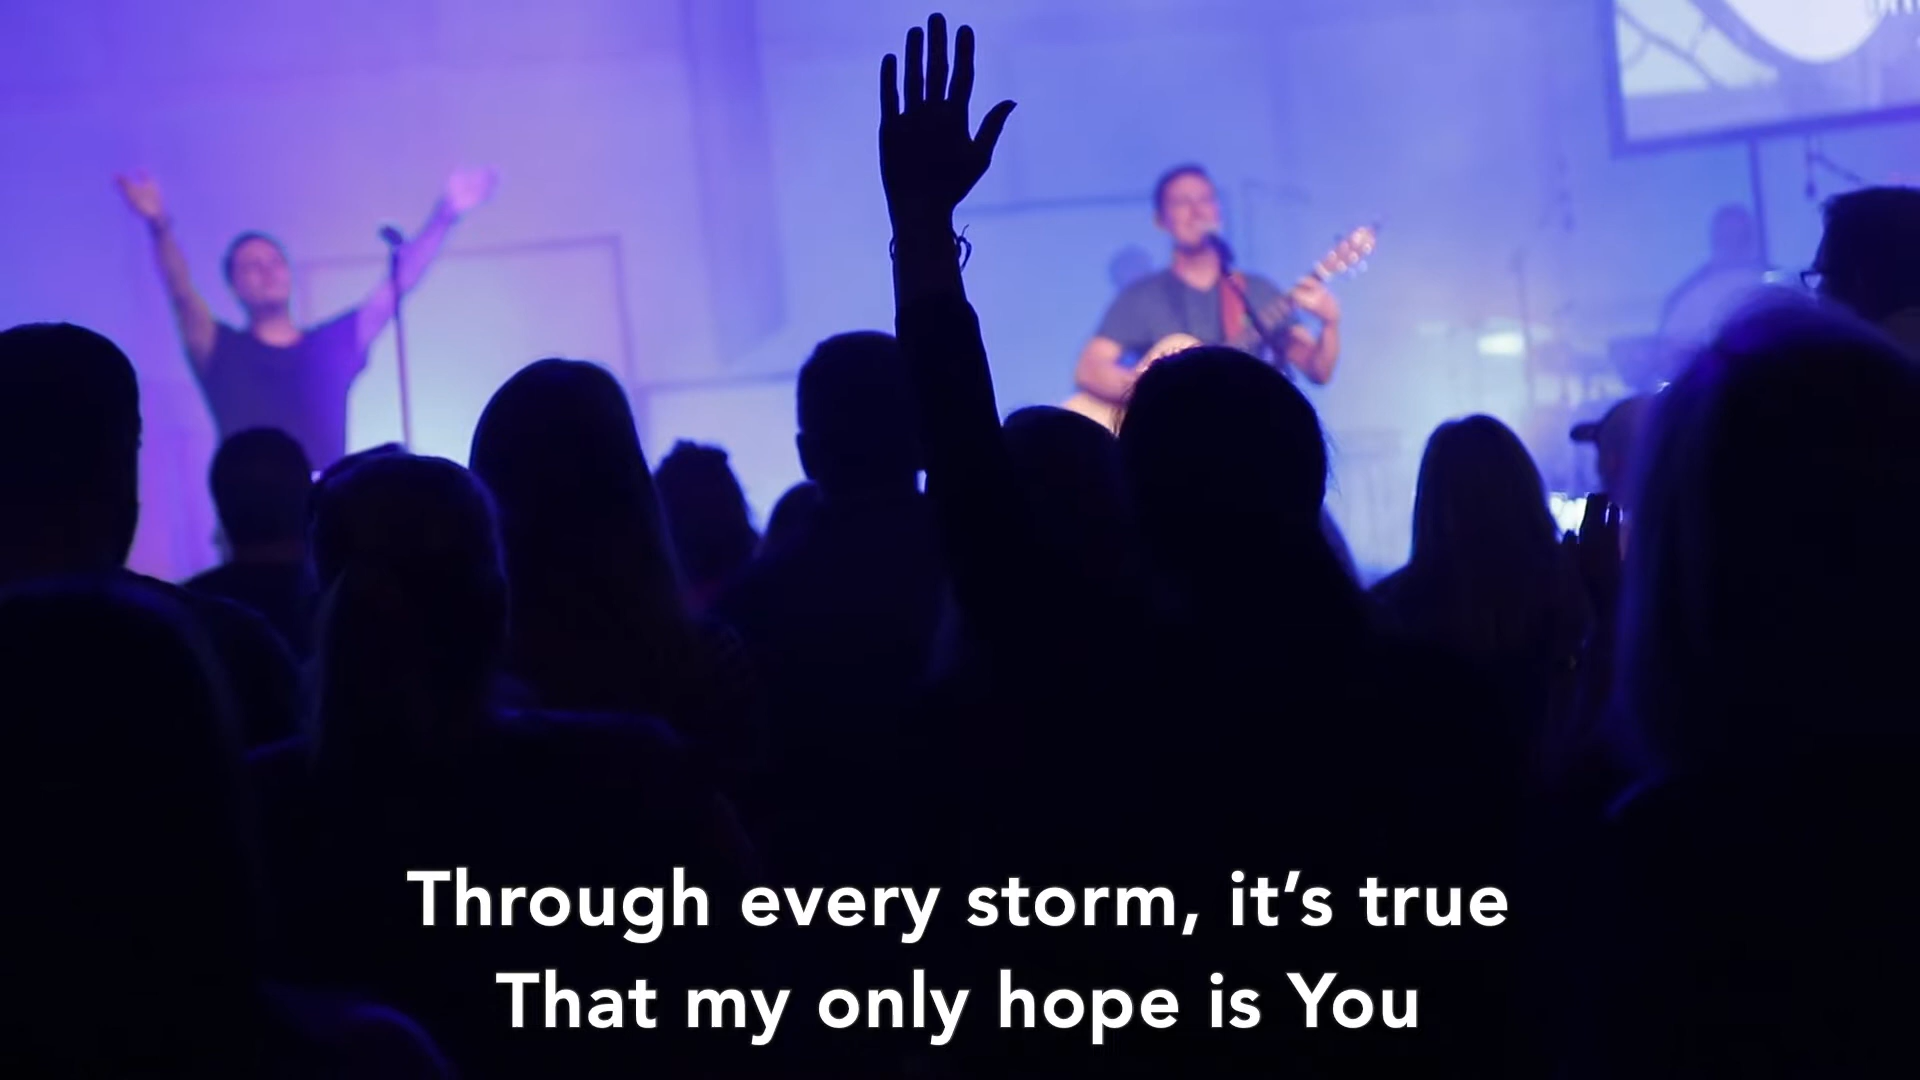 Through every storm, it’s true
That my only hope is You